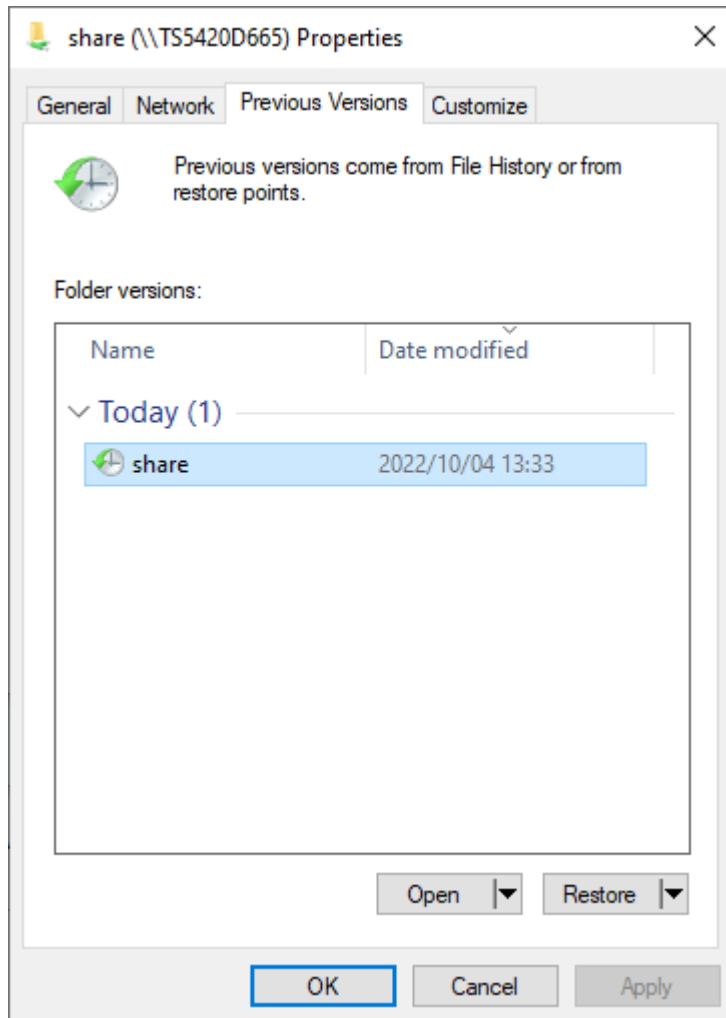 share (\\TS5420D665) Properties
General Network Previous Versions Customize
Previous versions come from File History or from
restore points.
Folder versions:
Name Date modified
Today (1)
share 2022/10/04 13:33
Open Restore
OK Cancel Apply